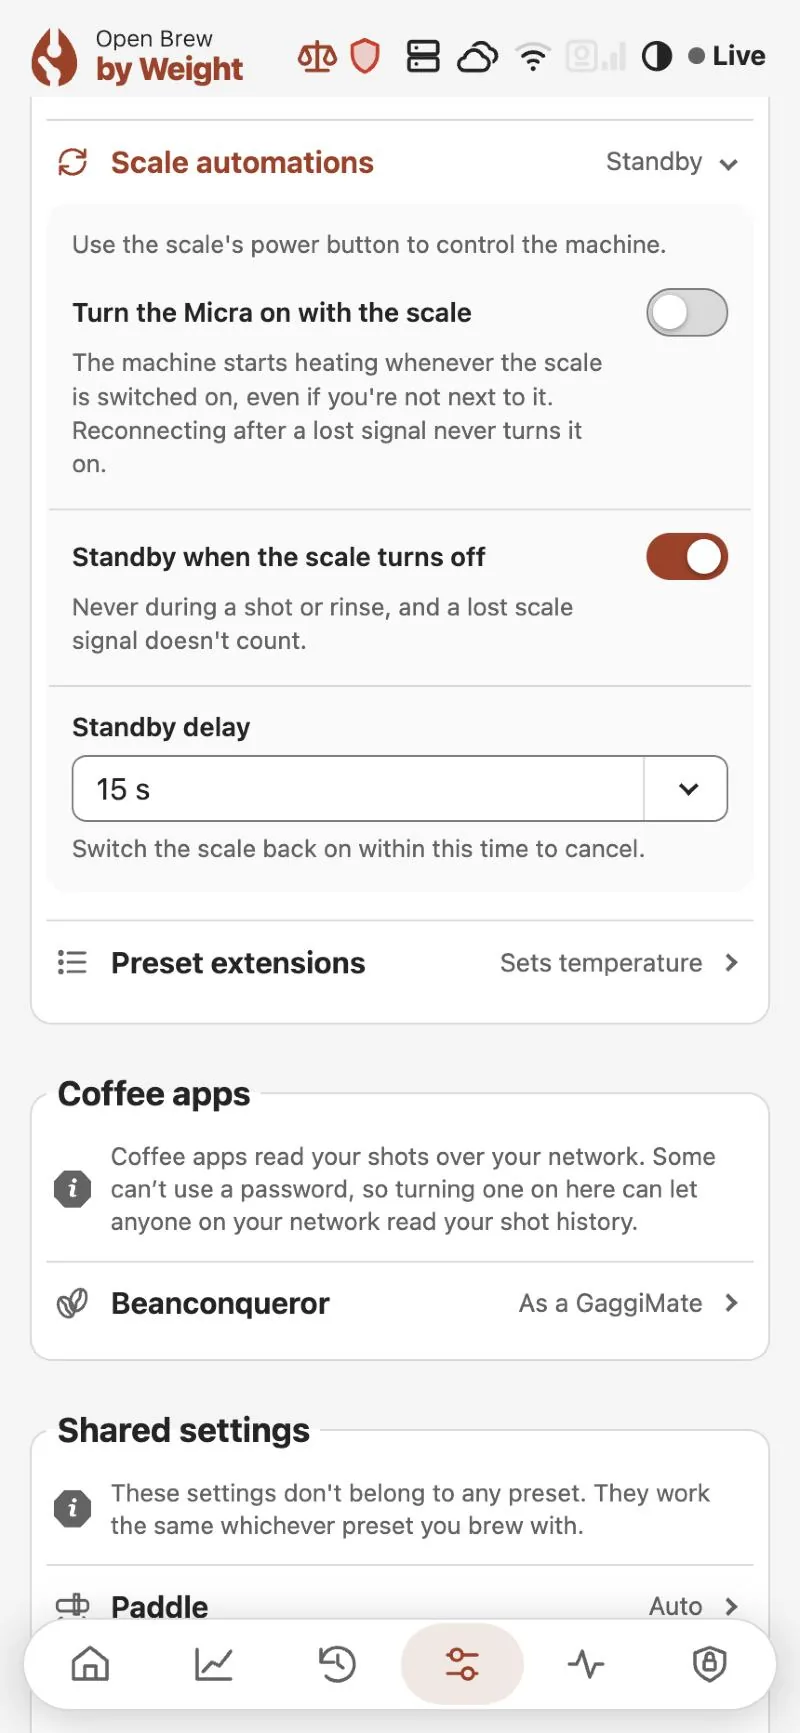 Open Brew
by Weight
Live
Scale automations
Standby
Use the scale's power button to control the machine.
Turn the Micra on with the scale
The machine starts heating whenever the scale
is switched on, even if you're not next to it.
Reconnecting after a lost signal never turns it
on.
Standby when the scale turns off
Never during a shot or rinse, and a lost scale
signal doesn't count.
Standby delay
15 s
Switch the scale back on within this time to cancel.
Preset extensions
Sets temperature
Coffee apps
Coffee apps read your shots over your network. Some
can’t use a password, so turning one on here can let
anyone on your network read your shot history.
Beanconqueror
As a GaggiMate
Shared settings
These settings don't belong to any preset. They work
the same whichever preset you brew with.
Paddle
Auto